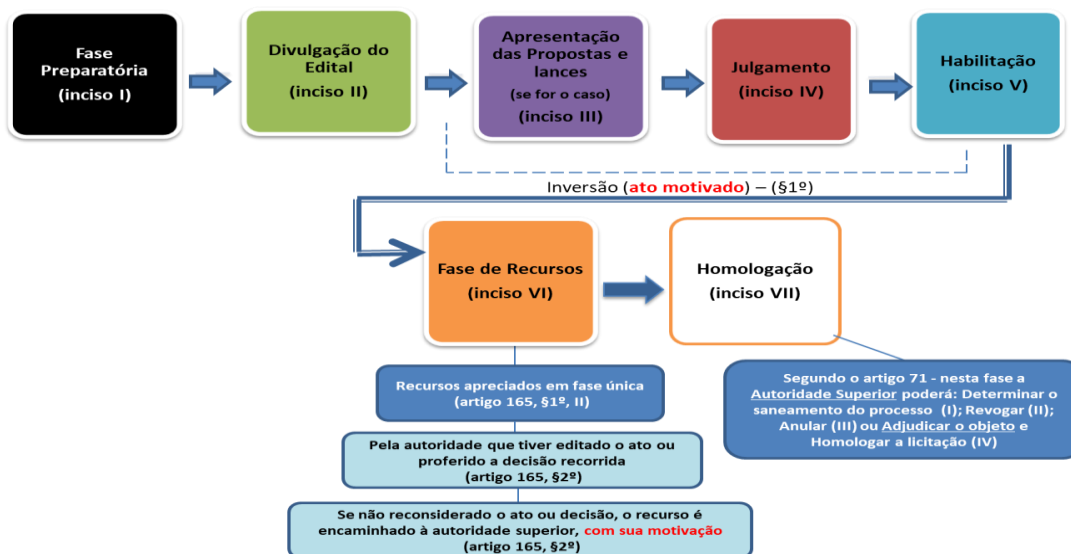 Fase
Preparatória
(inciso I)
Divulgação do
Edital
(inciso II)
Apresentação
das Propostas e
lances
(se for o caso)
(inciso III)
Julgamento
(inciso IV)
Habilitação
(inciso V)
Inversão (ato motivado) – (§1º)
Fase de Recursos
(inciso VI)
Homologação
(inciso VII)
Recursos apreciados em fase única
(artigo 165, §1º, II)
Pela autoridade que tiver editado o ato ou
proferido a decisão recorrida
(artigo 165, §2º)
Se não reconsiderado o ato ou decisão, o recurso é
encaminhado à autoridade superior, com sua motivação
(artigo 165, §2º)
Segundo o artigo 71 - nesta fase a
Autoridade Superior poderá: Determinar o
saneamento do processo (I); Revogar (II);
Anular (III) ou Adjudicar o objeto e
Homologar a licitação (IV)